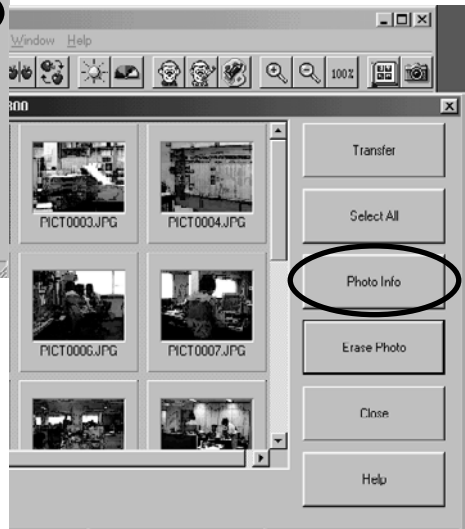 Window Help
100%
300
Transfer
PICT0003.JPG PICT0004.JPG
Select All
Photo Info
PICT0006.JPG PICT0007.JPG
Erase Photo
Close
Help